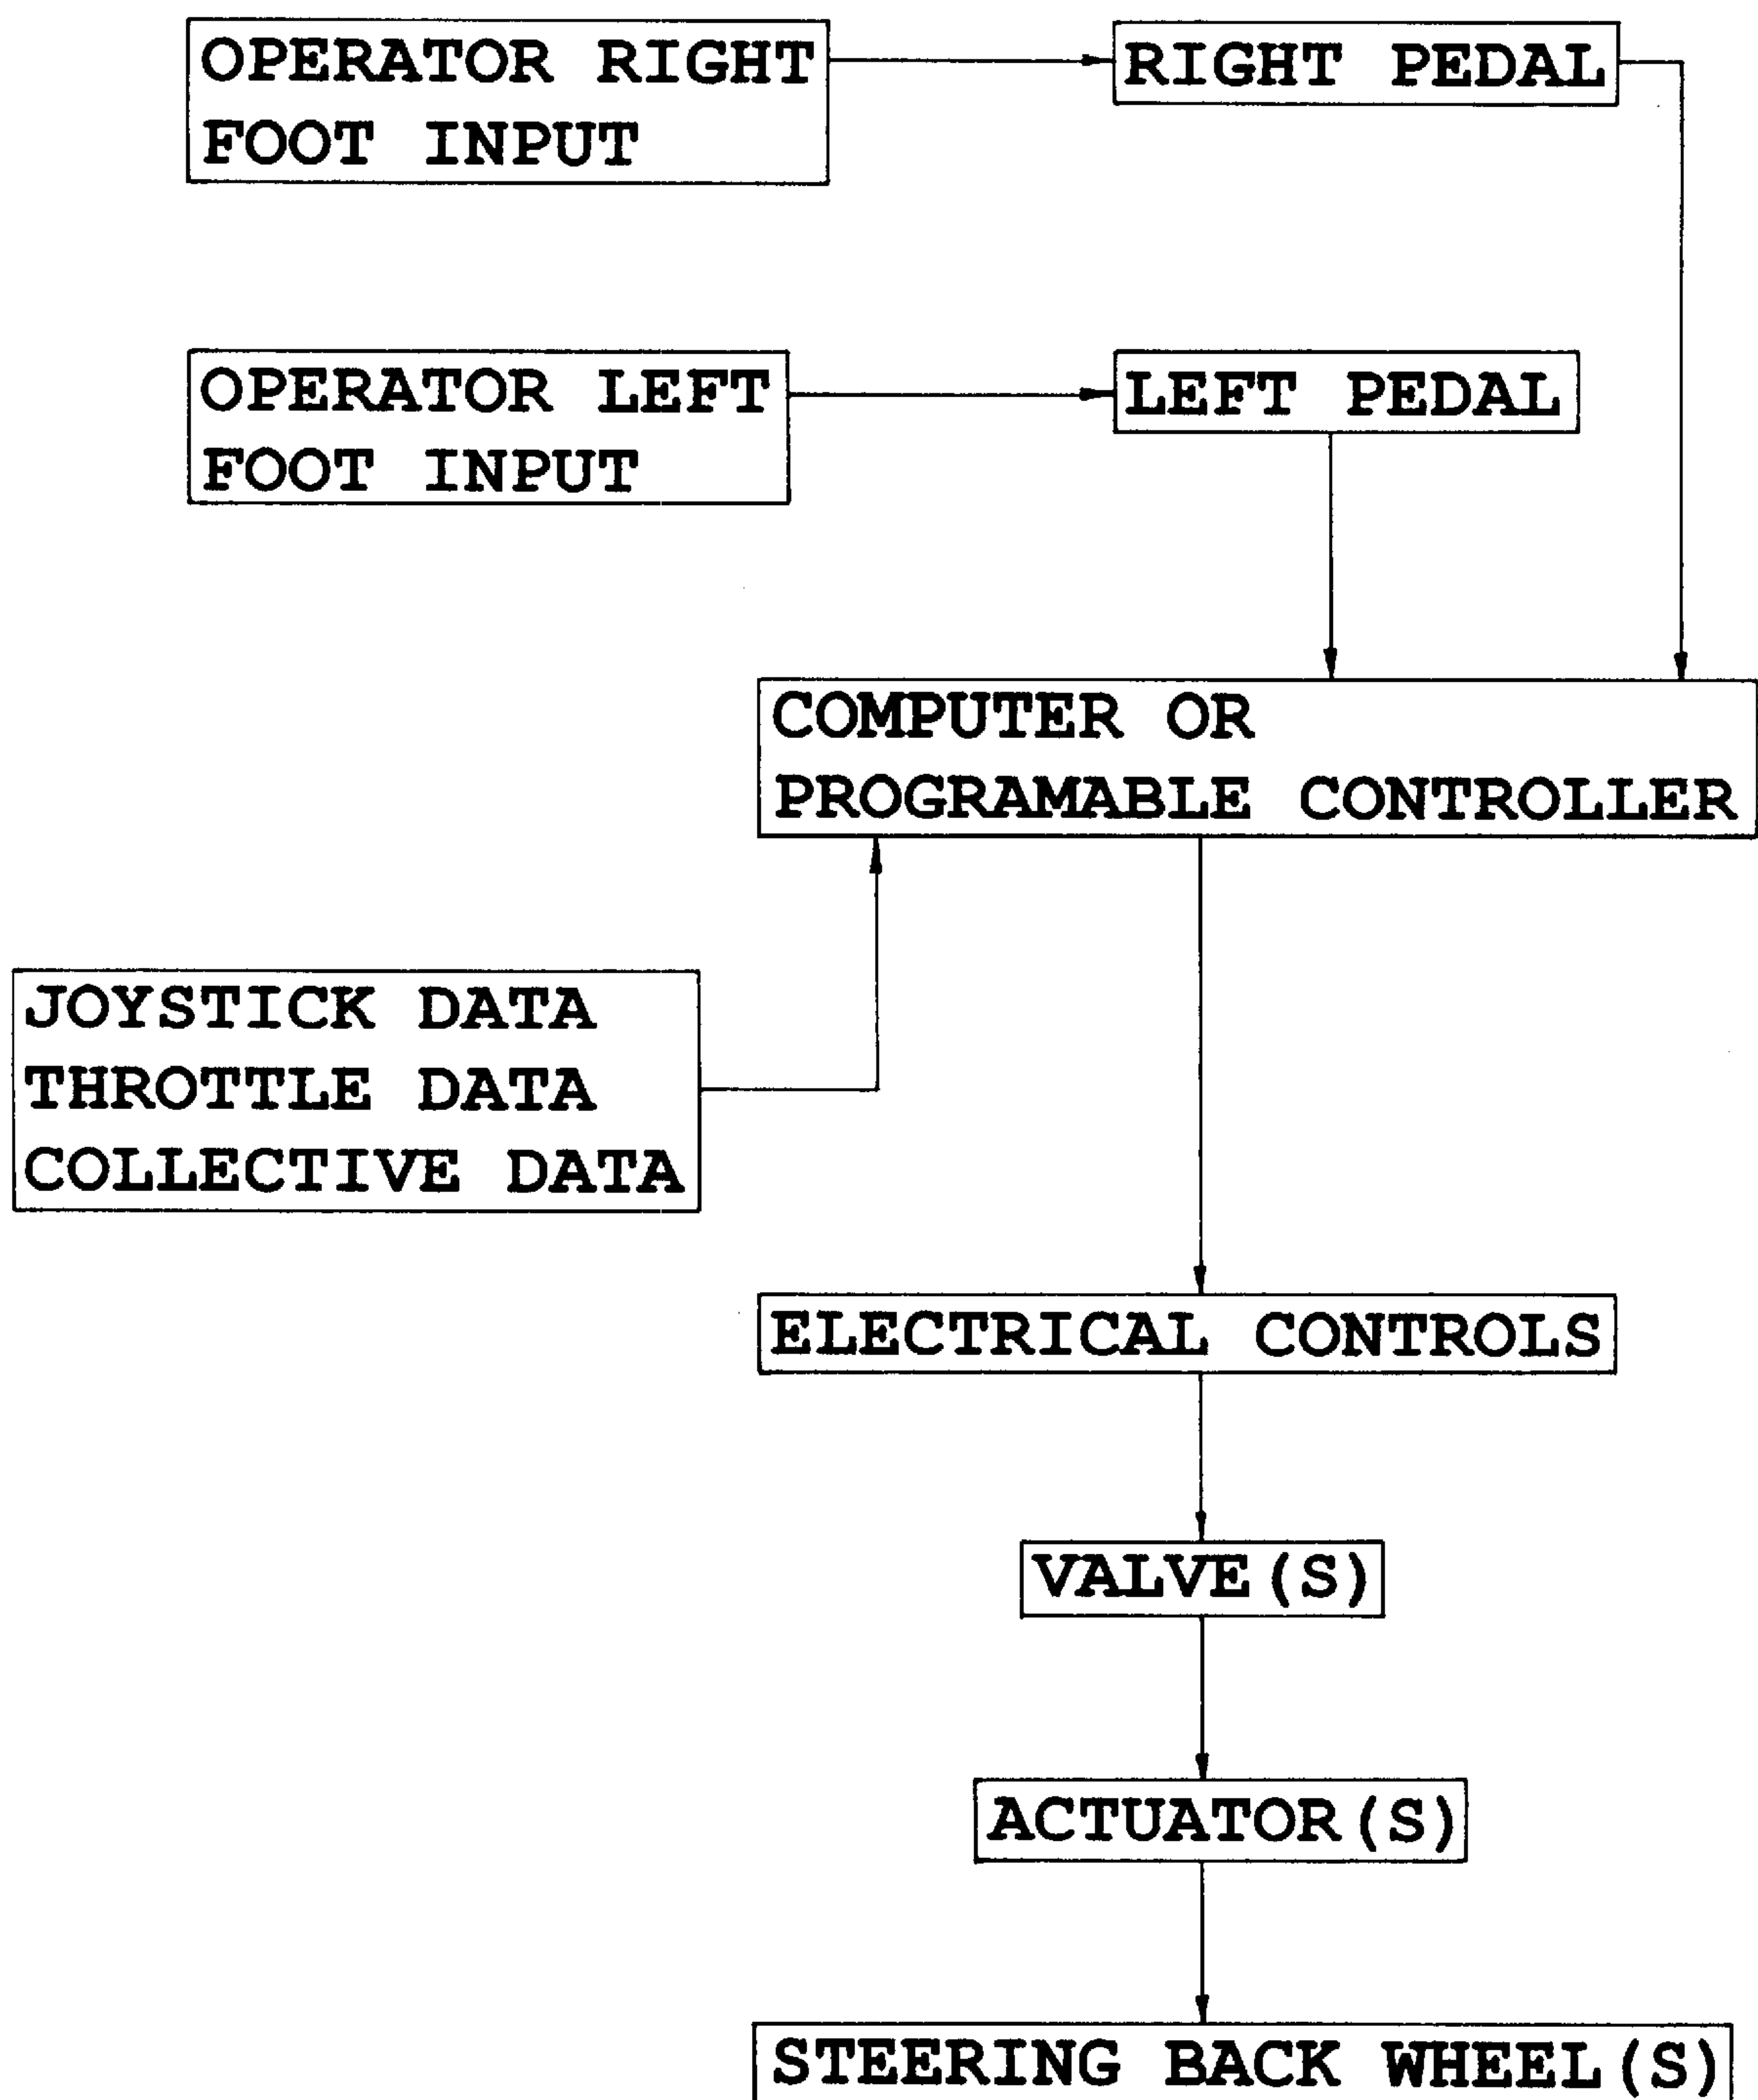 OPERATOR RIGHT
FOOT INPUT
RIGHT PEDAL
OPERATOR LEFT
FOOT INPUT
LEFT PEDAL
COMPUTER OR
PROGRAMABLE CONTROLLER
JOYSTICK DATA
THROTTLE DATA
COLLECTIVE DATA
ELECTRICAL CONTROLS
VALVE(S)
ACTUATOR(S)
STEERING BACK WHEEL(S)